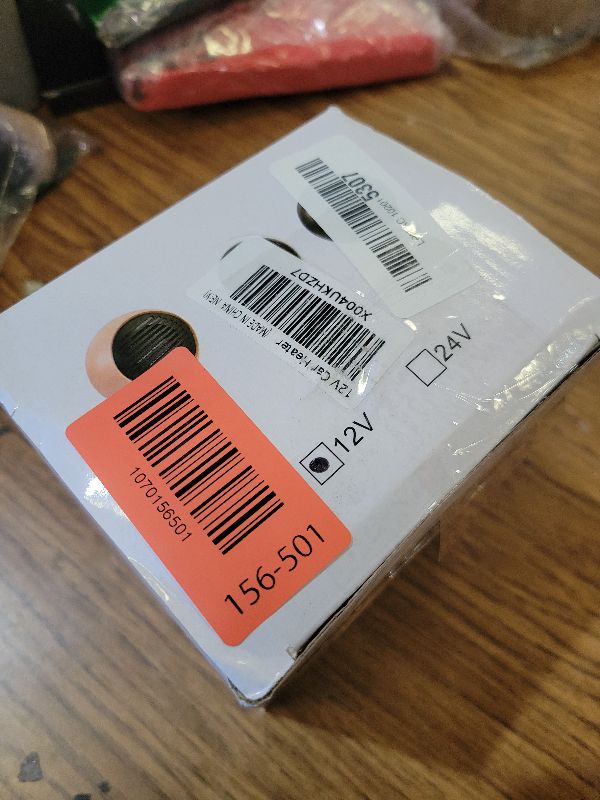 5307
X004UKHZD7
12V Car Heater [MADE IN CHINA, NEW]
24V
12V
1070156501
156-501